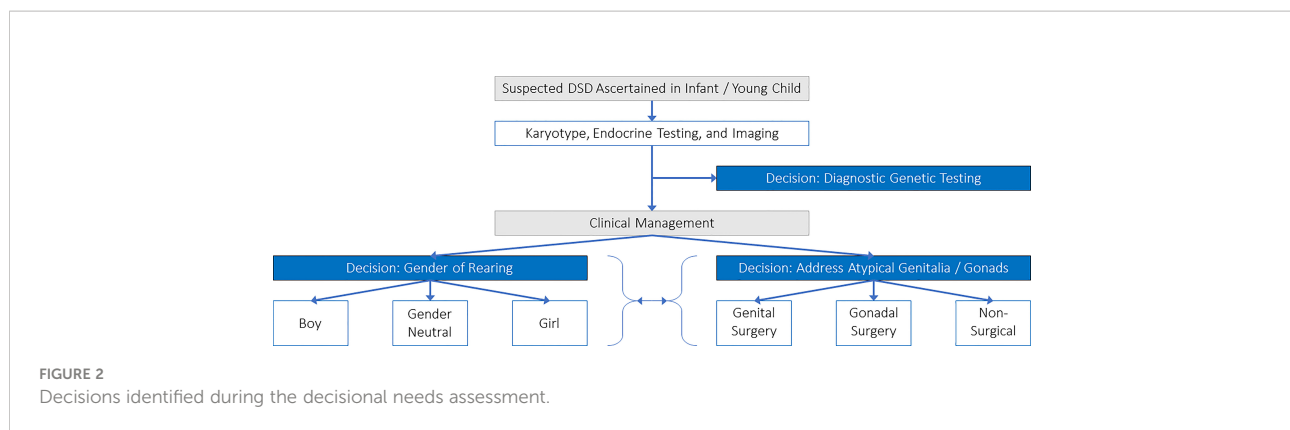 Suspected DSD Ascertained in Infant / Young Child
Karyotype, Endocrine Testing, and Imaging
Decision: Diagnostic Genetic Testing
Clinical Management
Decision: Gender of Rearing
Decision: Address Atypical Genitalia / Gonads
Boy
Gender
Neutral
Girl
Genital
Surgery
Gonadal
Surgery
Non-
Surgical
FIGURE 2
Decisions identified during the decisional needs assessment.